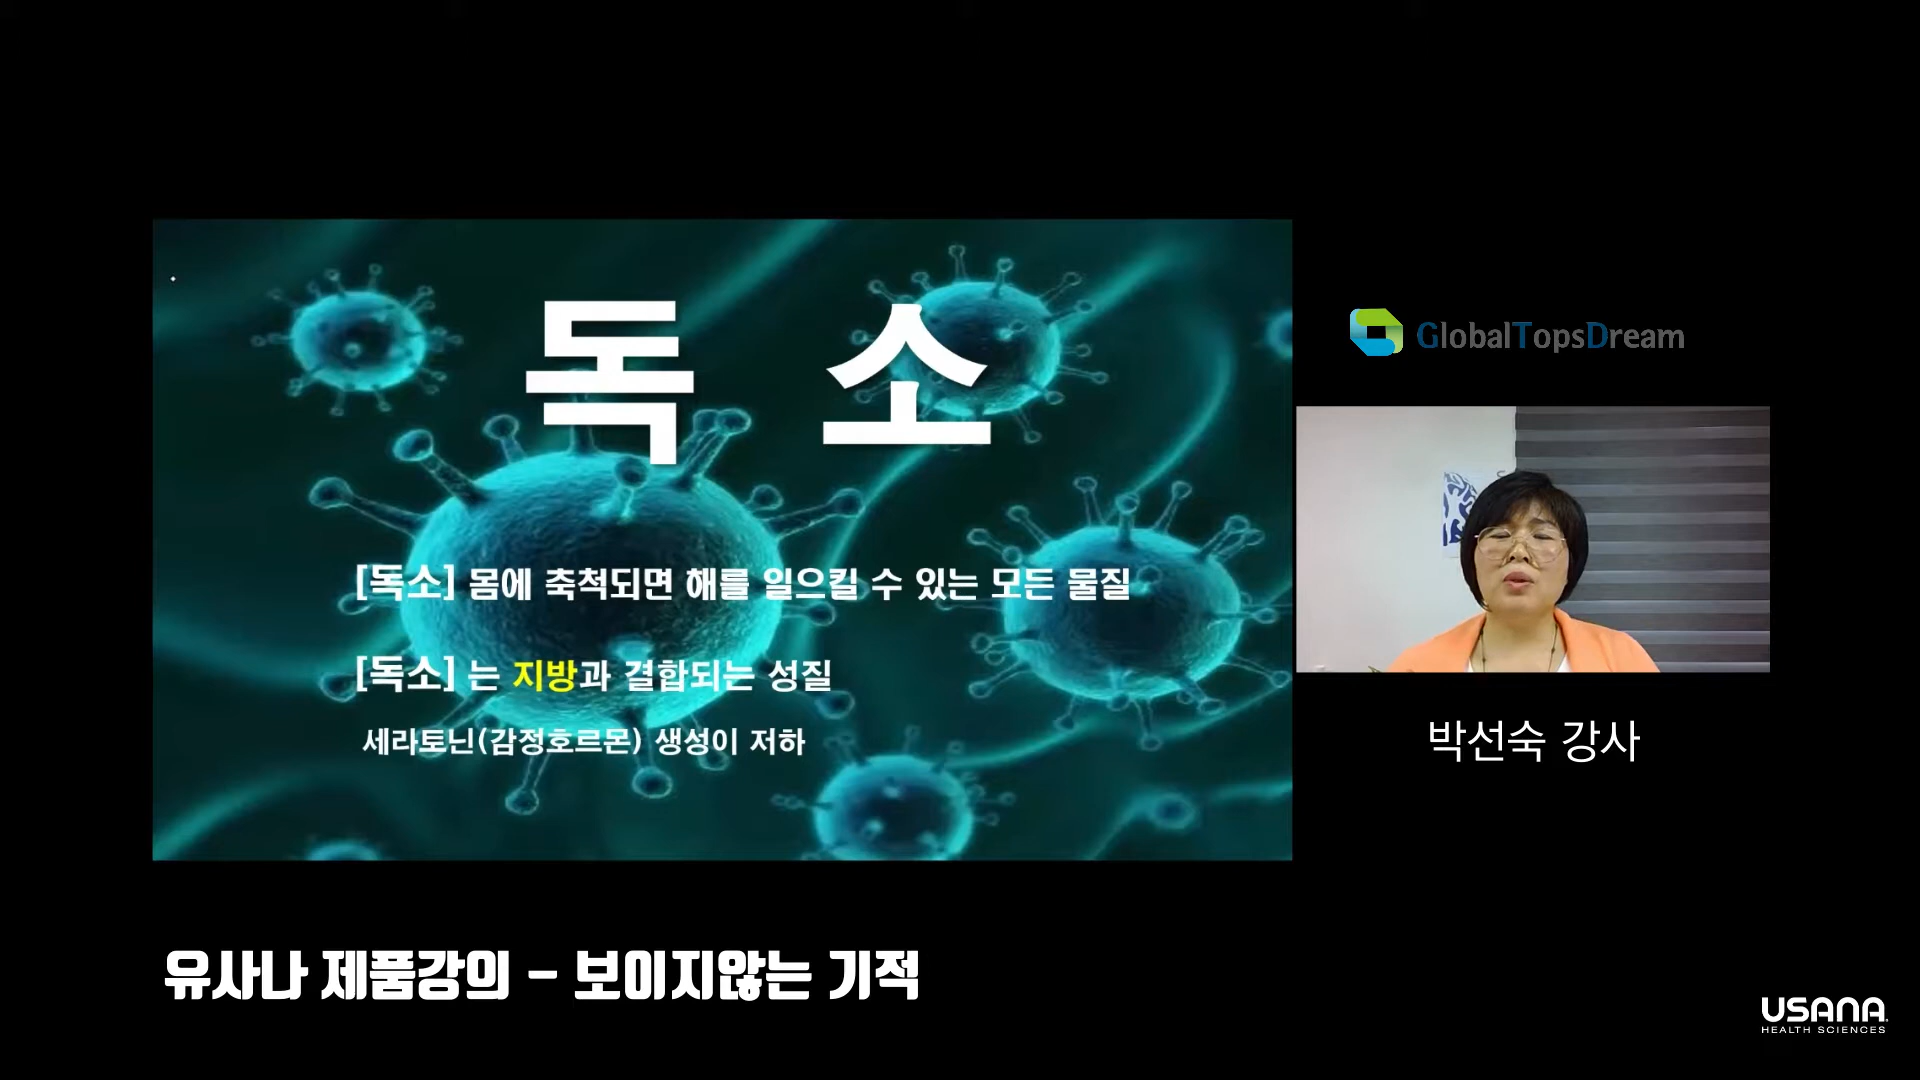 독 소
[독소] 몸에 축척되면 해를 일으킬 수 있는 모든 물질
[독소] 는 지방과 결합되는 성질
세라토닌(감정호르몬) 생성이 저하
GlobalTopsDream
박선숙 강사
유사나 제품강의 - 보이지않는 기적
USANA
HEALTH SCIENCES